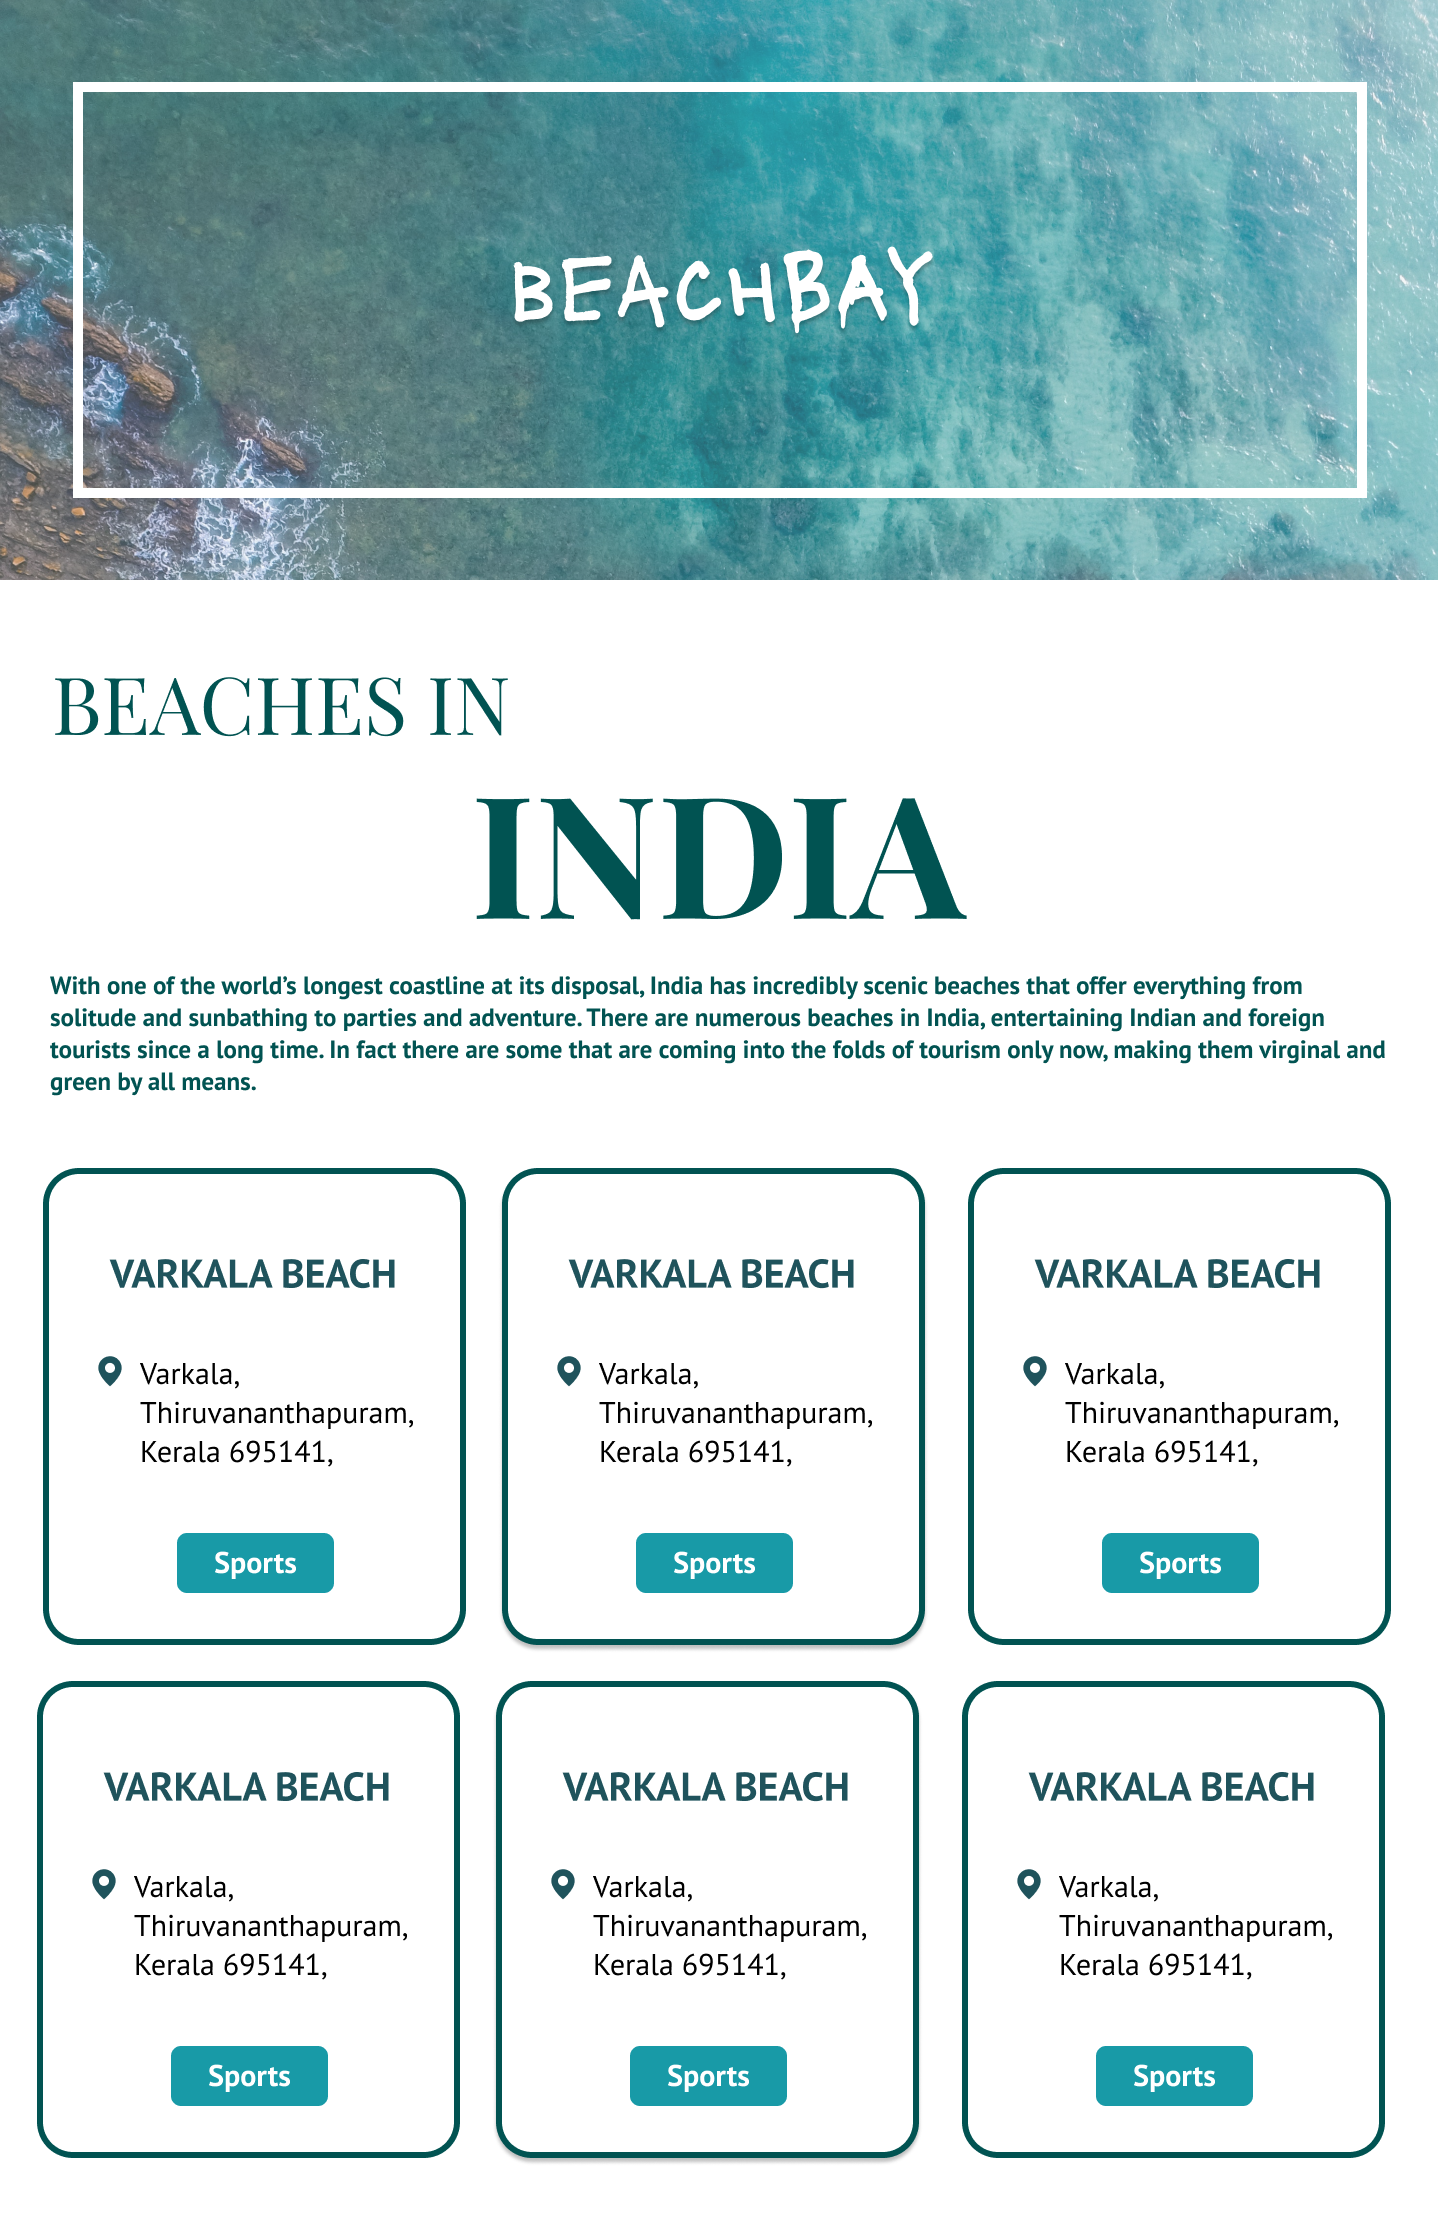 BEACHBAY
BEACHES IN
INDIA
With one of the world’s longest coastline at its disposal, India has incredibly scenic beaches that offer everything from
solitude and sunbathing to parties and adventure. There are numerous beaches in India, entertaining Indian and foreign
tourists since a long time. In fact there are some that are coming into the folds of tourism only now, making them virginal and
green by all means.
VARKALA BEACH
Varkala,
Thiruvananthapuram,
Kerala 695141,
Sports
VARKALA BEACH
Varkala,
Thiruvananthapuram,
Kerala 695141,
Sports
VARKALA BEACH
Varkala,
Thiruvananthapuram,
Kerala 695141,
Sports
VARKALA BEACH
Varkala,
Thiruvananthapuram,
Kerala 695141,
Sports
VARKALA BEACH
Varkala,
Thiruvananthapuram,
Kerala 695141,
Sports
VARKALA BEACH
Varkala,
Thiruvananthapuram,
Kerala 695141,
Sports